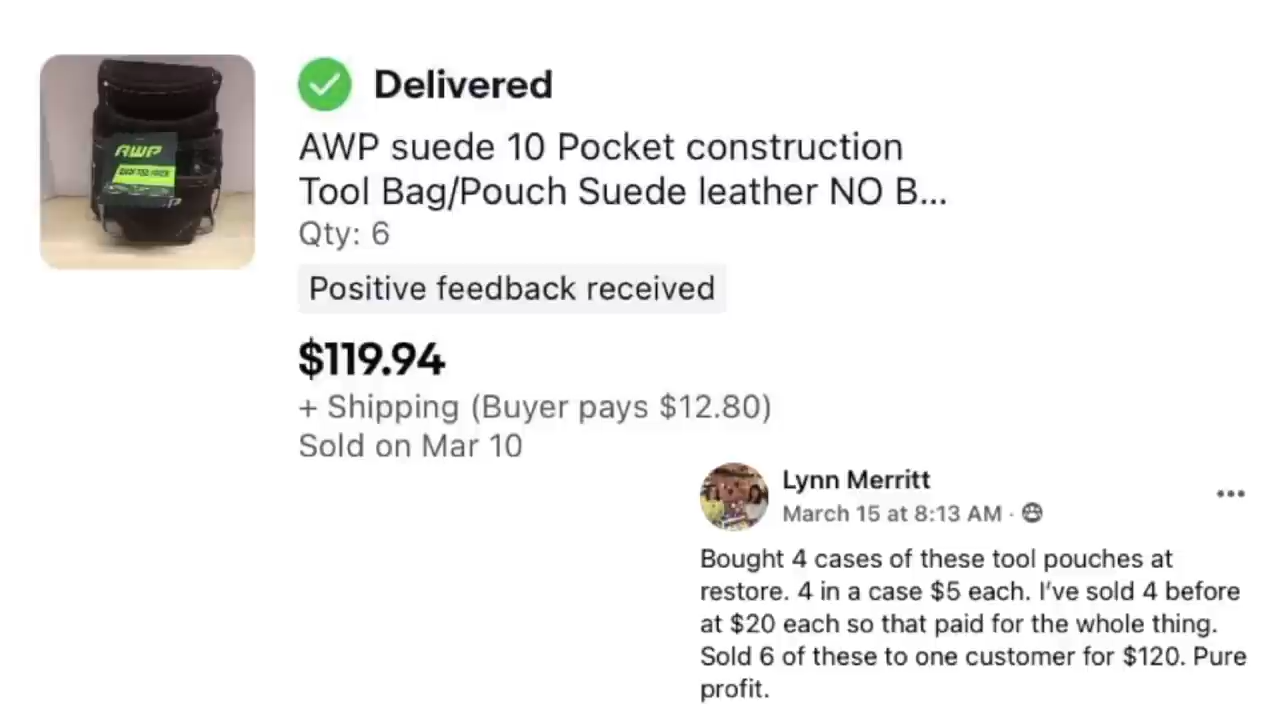 AWP
Delivered
AWP suede 10 Pocket construction
Tool Bag/Pouch Suede leather NO B...
Qty: 6
Positive feedback received
$119.94
+ Shipping (Buyer pays $12.80)
Sold on Mar 10
Lynn Merritt
March 15 at 8:13 AM ·
Bought 4 cases of these tool pouches at
restore. 4 in a case $5 each. I've sold 4 before
at $20 each so that paid for the whole thing.
Sold 6 of these to one customer for $120. Pure
profit.